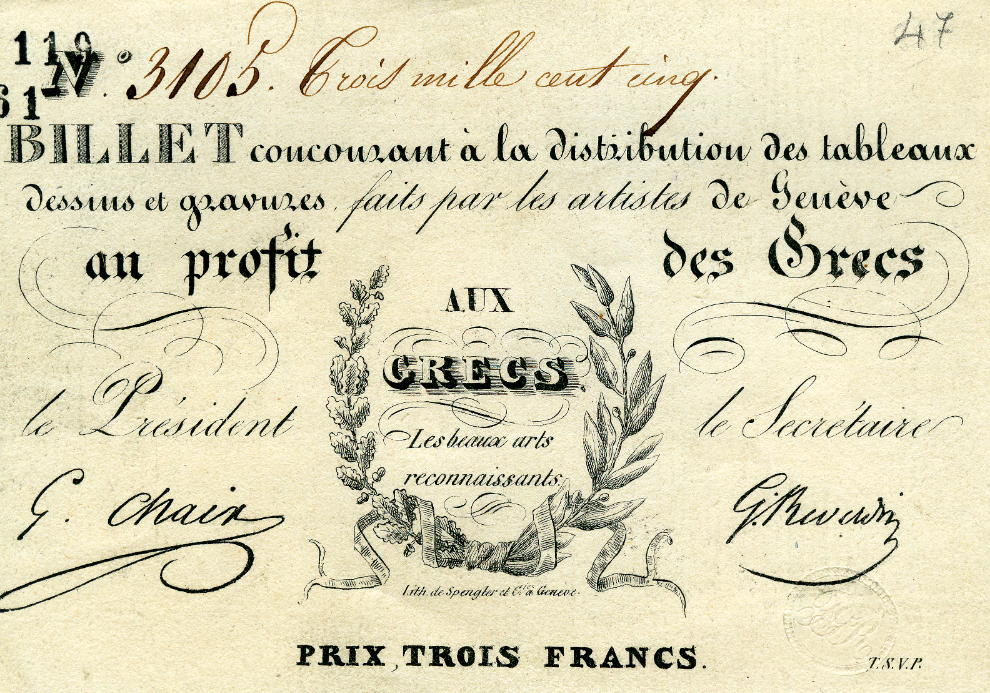 47
119
61
N.º 3105. Trois mille cent cinq.
BILLET concourant à la distribution des tableaux
dessins et gravures faits par les artistes de Genève
au profit des Grecs
AUX
GRECS
Les beaux arts
reconnaissants.
le Président
le Secrétaire
G. Chaix
G. Reverdin
Lith. de Spengler et C.ie à Genève.
PRIX, TROIS FRANCS.
T.S.V.P.